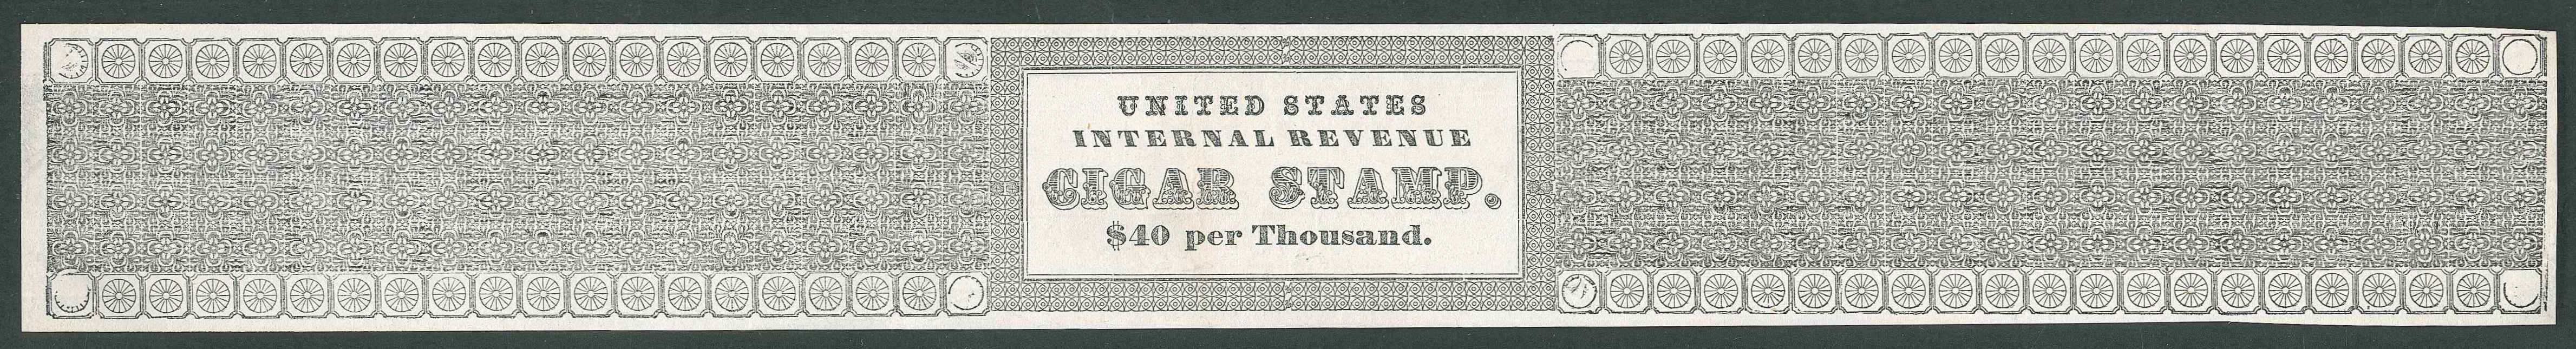 UNITED STATES
INTERNAL REVENUE
CIGAR STAMP.
$40 per Thousand.